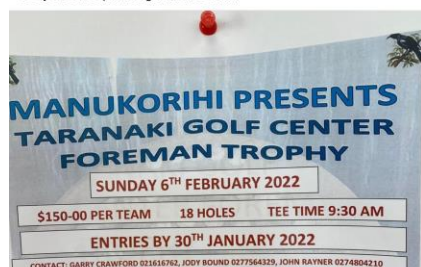 MANUKORIHI PRESENTS
TARANAKI GOLF CENTER
FOREMAN TROPHY
SUNDAY 6TH FEBRUARY 2022
$150-00 PER TEAM 18 HOLES TEE TIME 9:30 AM
ENTRIES BY 30TH JANUARY 2022
CONTACT: GARRY CRAWFORD 021616762, JODY BOUND 0277564329, JOHN RAYNER 0274804210